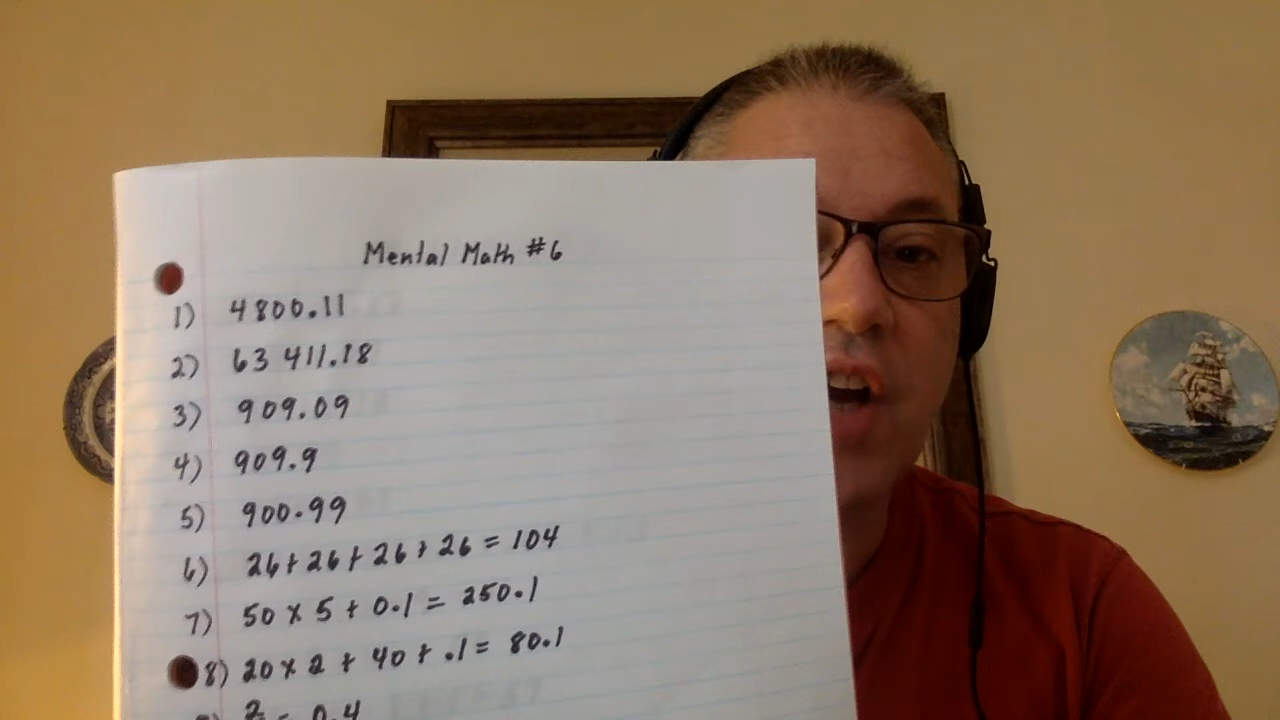 Mental Math #6
1) 4800.11
2) 63 411.18
3) 909.09
4) 909.9
5) 900.99
6) 26+26+26+26 = 104
7) 50 x 5 + 0.1 = 250.1
8) 20 x 2 + 40 + .1 = 80.1
= 0.4